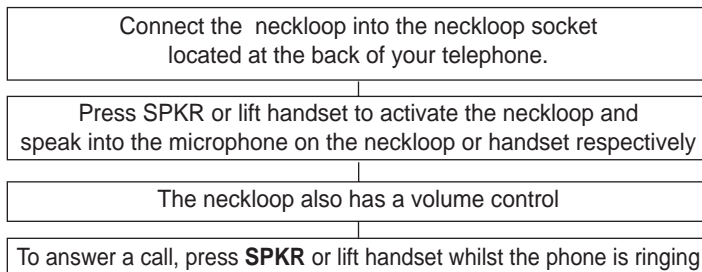 Connect the neckloop into the neckloop socket
located at the back of your telephone.
Press SPKR or lift handset to activate the neckloop and
speak into the microphone on the neckloop or handset respectively
The neckloop also has a volume control
To answer a call, press SPKR or lift handset whilst the phone is ringing